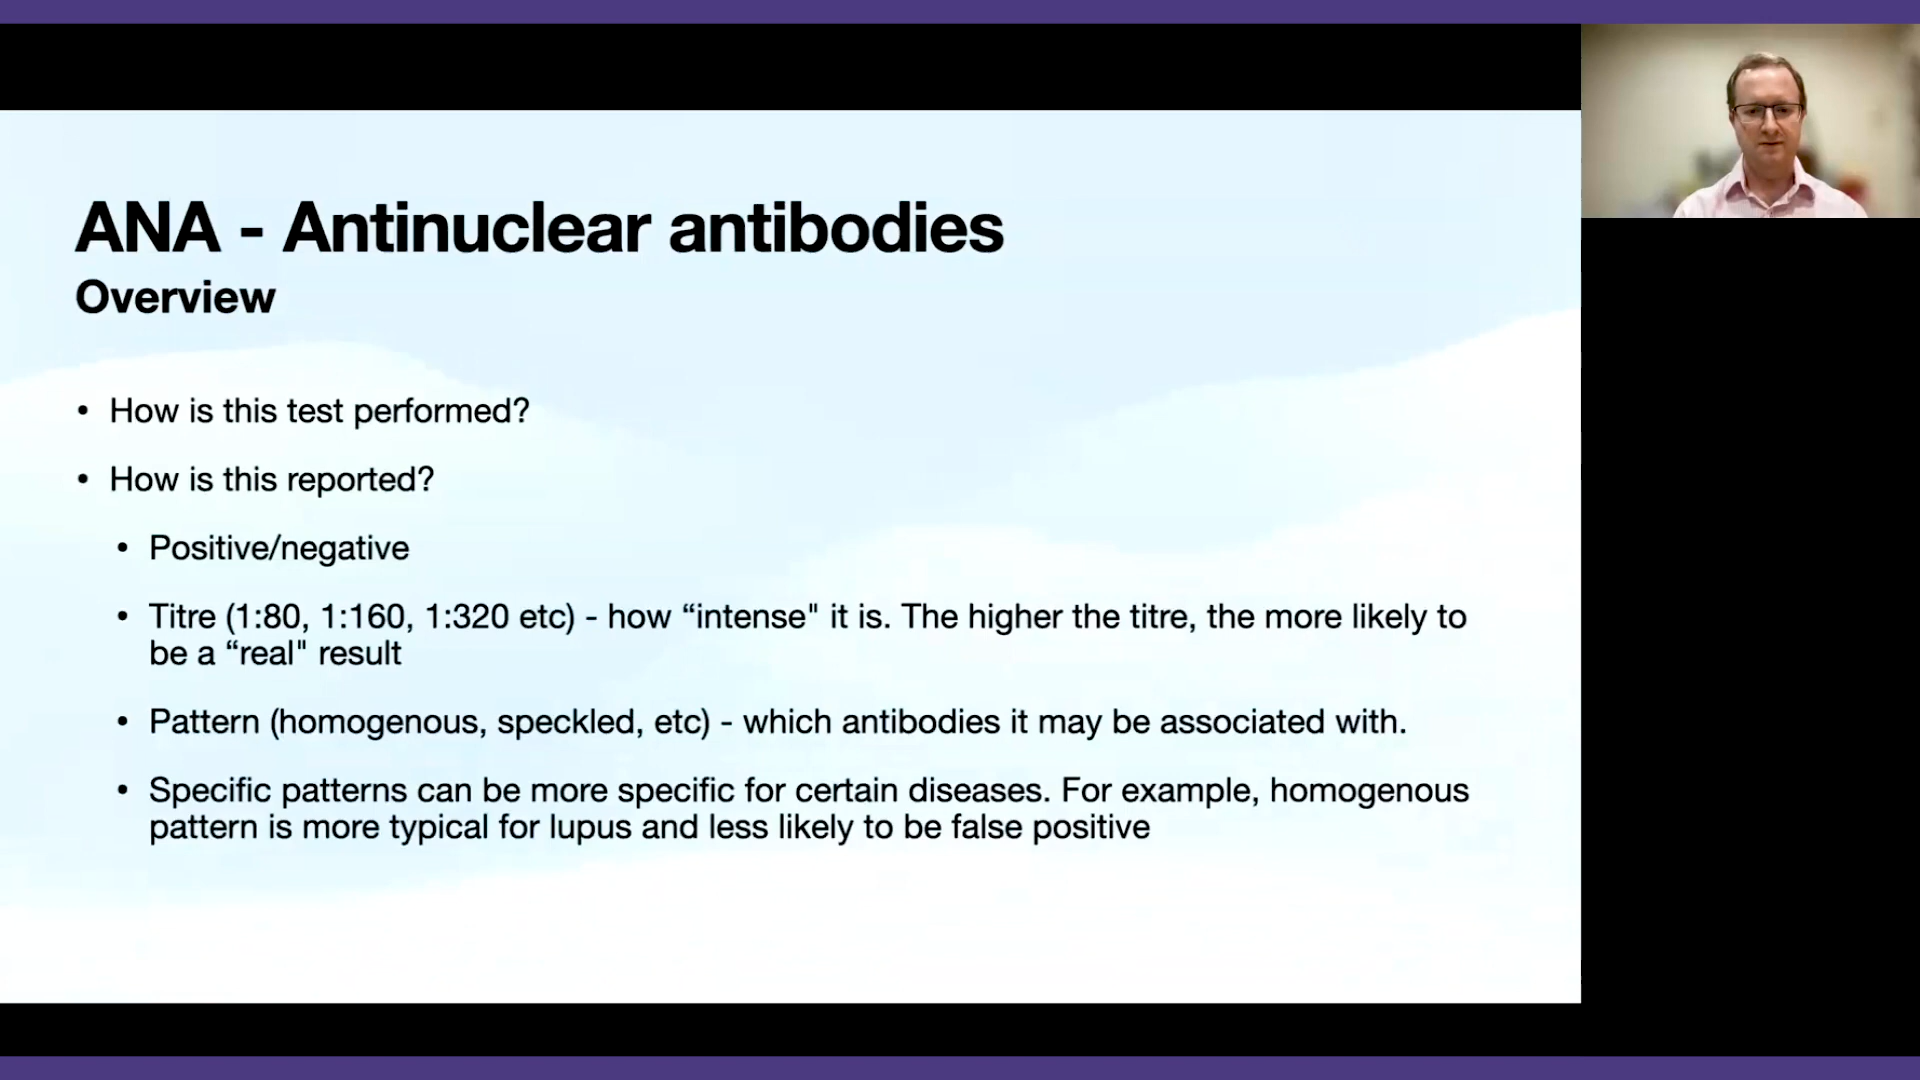 ANA - Antinuclear antibodies
Overview
• How is this test performed?
• How is this reported?
• Positive/negative
• Titre (1:80, 1:160, 1:320 etc) - how “intense" it is. The higher the titre, the more likely to
be a “real" result
• Pattern (homogenous, speckled, etc) - which antibodies it may be associated with.
• Specific patterns can be more specific for certain diseases. For example, homogenous
pattern is more typical for lupus and less likely to be false positive